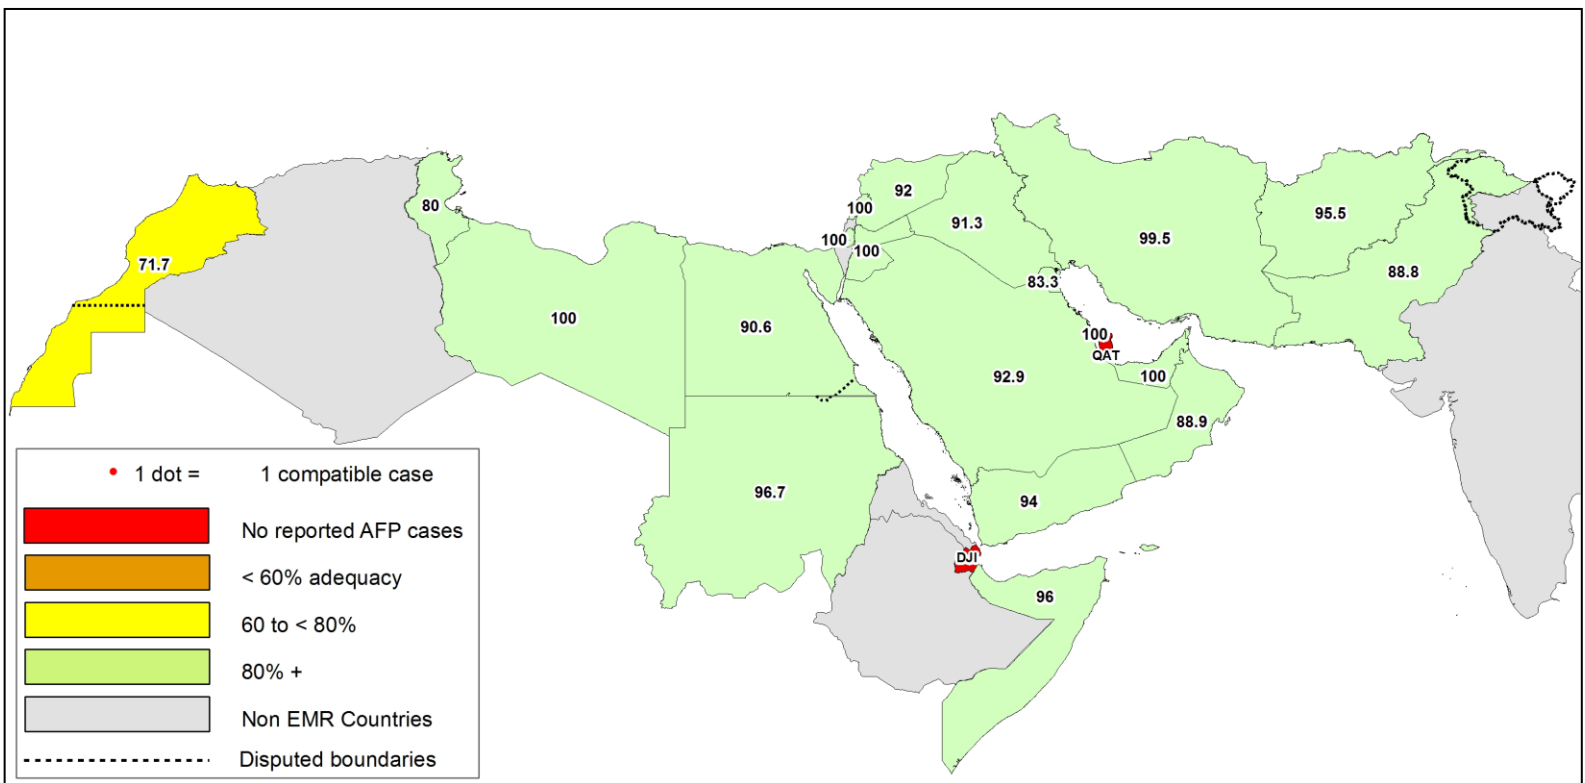 92
100
91.3
95.5
80
100
100
99.5
71.7
88.8
83.3
100
90.6
100
QAT
92.9
100
88.9
96.7
94
DJI
96
1 dot = 1 compatible case
No reported AFP cases
< 60% adequacy
60 to < 80%
80% +
Non EMR Countries
Disputed boundaries